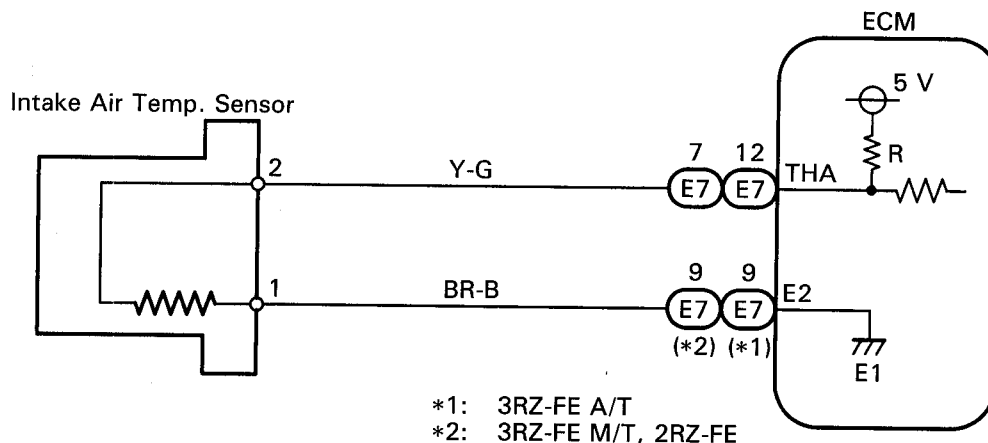 ECM
5 V
Intake Air Temp. Sensor
R
2
Y-G
7 12
E7 E7
THA
1
BR-B
9 9
E7 E7
E2
(*2) (*1)
E1
*1: 3RZ-FE A/T
*2: 3RZ-FE M/T, 2RZ-FE